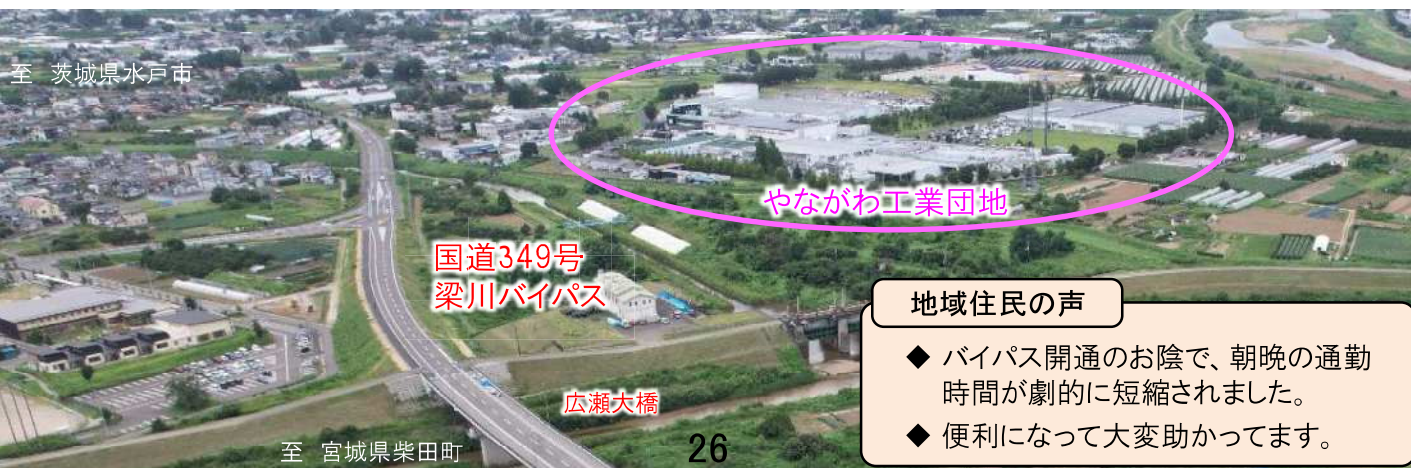 至 茨城県水戸市
やながわ工業団地
国道349号
梁川バイパス
地域住民の声
◆ バイパス開通のお陰で、朝晩の通勤
時間が劇的に短縮されました。
◆ 便利になって大変助かってます。
広瀬大橋
至 宮城県柴田町
26